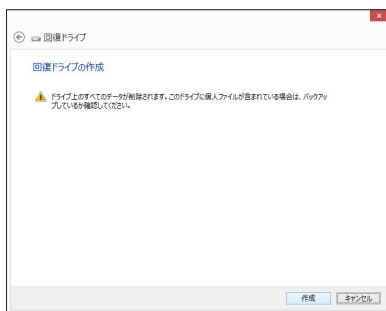 回復ドライブ
回復ドライブの作成
ドライブ上のすべてのデータが削除されます。このドライブに個人ファイルが含まれている場合は、バックアッ
プしているか確認してください。
作成
キャンセル